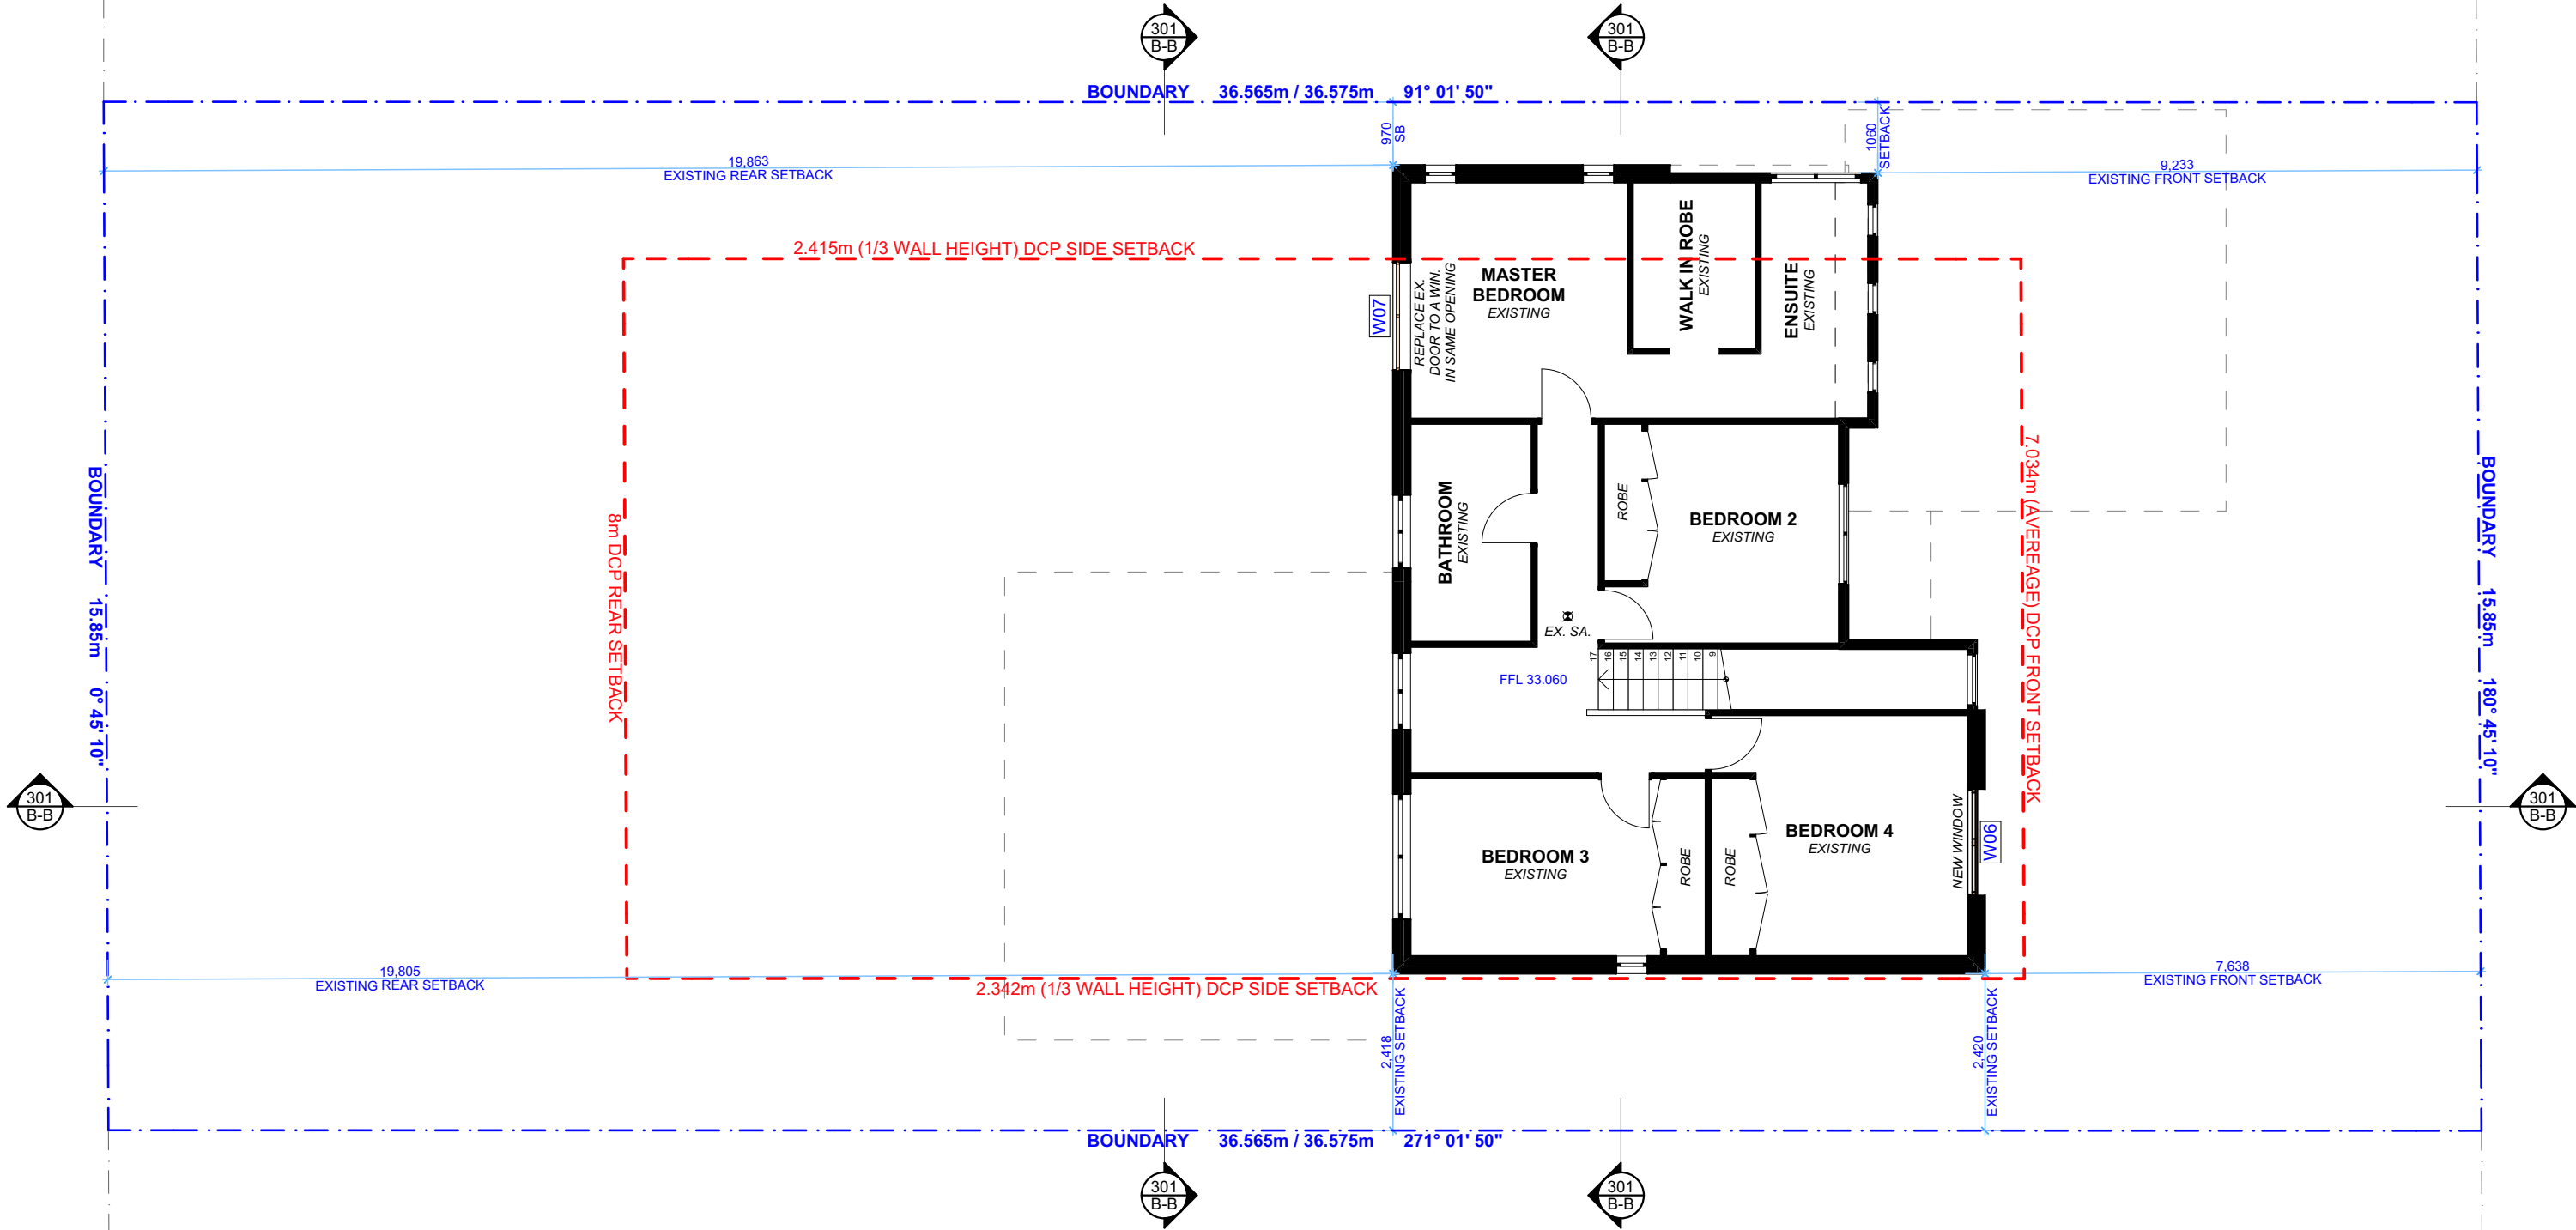 301
B-B
301
B-B
BOUNDARY 36.565m / 36.575m 91° 01' 50"
970
SB
1060
SETBACK
19,863
EXISTING REAR SETBACK
9,233
EXISTING FRONT SETBACK
2.415m (1/3 WALL HEIGHT) DCP SIDE SETBACK
W07
REPLACE EX.
DOOR TO A WIN.
IN SAME OPENING
MASTER
BEDROOM
EXISTING
WALK IN ROBE
EXISTING
ENSUITE
EXISTING
BOUNDARY 15.85m 0° 45' 10"
8m DCP REAR SETBACK
BATHROOM
EXISTING
ROBE
BEDROOM 2
EXISTING
7.034m (AVEREAGE) DCP FRONT SETBACK
BOUNDARY 15.85m 180° 45' 10"
EX. SA.
FFL 33.060
17
16
15
14
13
12
11
10
9
301
B-B
BEDROOM 3
EXISTING
ROBE
ROBE
BEDROOM 4
EXISTING
NEW WINDOW
W06
301
B-B
19,805
EXISTING REAR SETBACK
7,638
EXISTING FRONT SETBACK
2.342m (1/3 WALL HEIGHT) DCP SIDE SETBACK
2,418
EXISTING SETBACK
2,420
EXISTING SETBACK
BOUNDARY 36.565m / 36.575m 271° 01' 50"
301
B-B
301
B-B